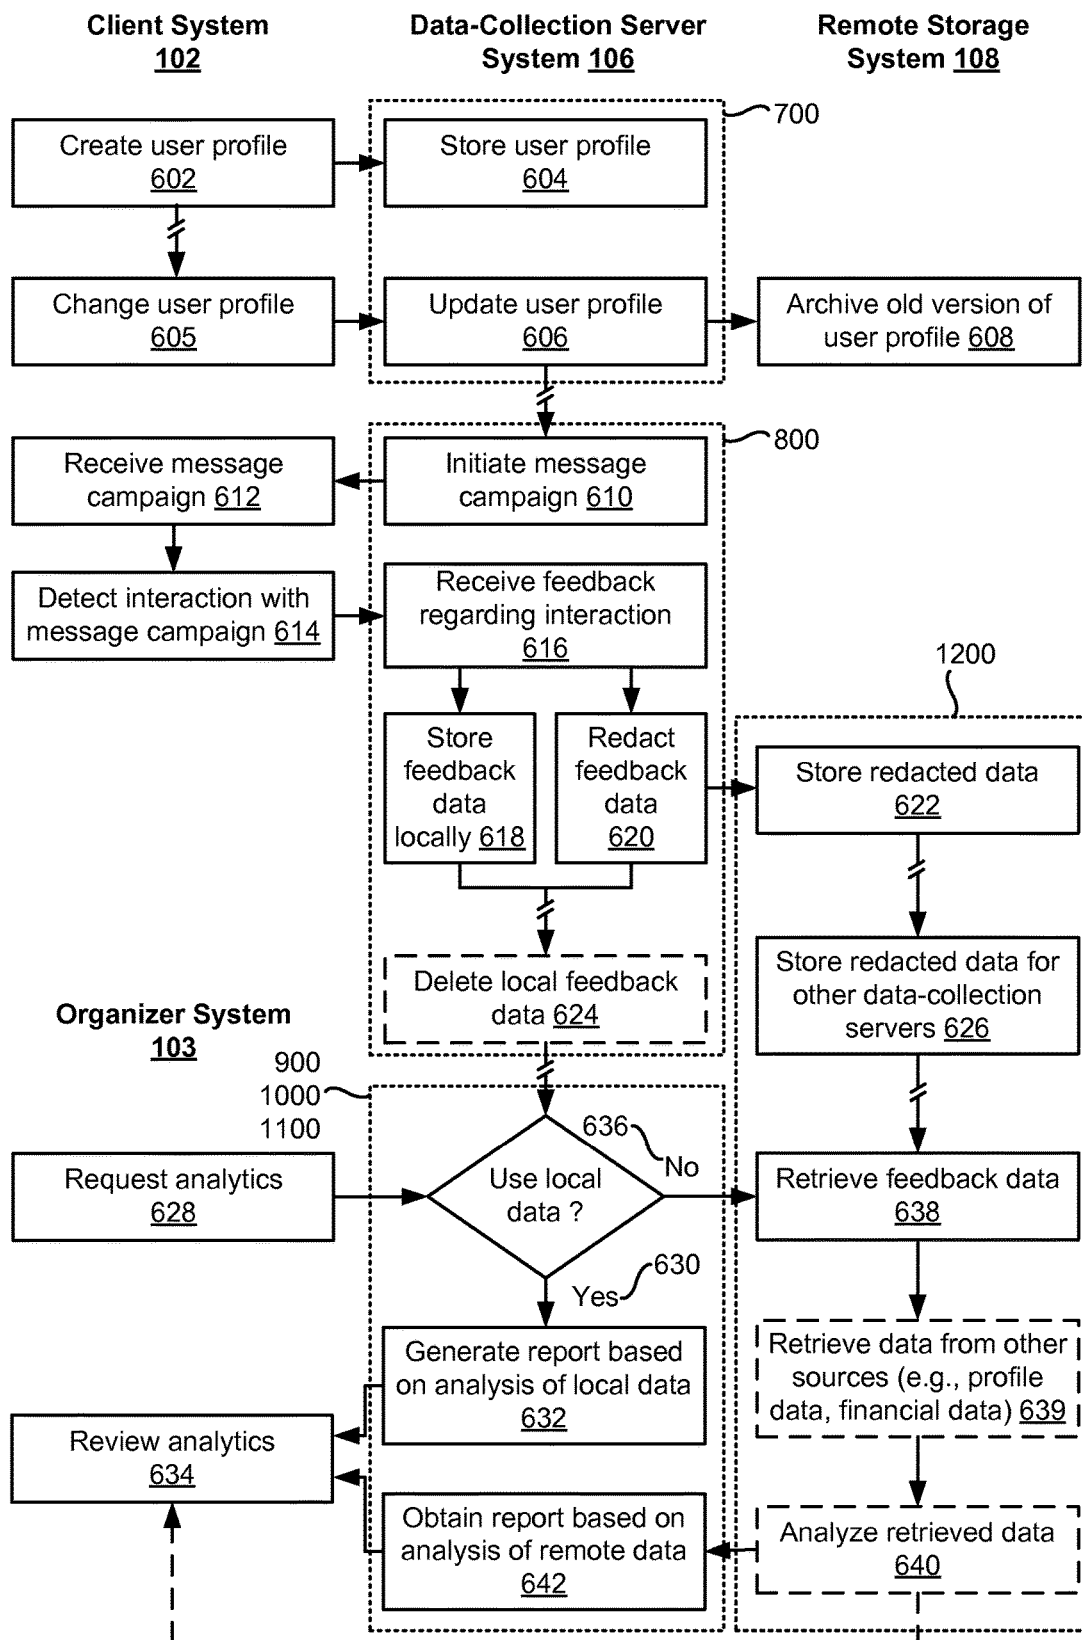 Client System
102
Data-Collection Server
System 106
Remote Storage
System 108
700
Create user profile
602
Store user profile
604
Change user profile
605
Update user profile
606
Archive old version of
user profile 608
800
Receive message
campaign 612
Initiate message
campaign 610
Detect interaction with
message campaign 614
Receive feedback
regarding interaction
616
1200
Store
feedback
data
locally 618
Redact
feedback
data
620
Store redacted data
622
Delete local feedback
data 624
Store redacted data for
other data-collection
servers 626
Organizer System
103
900
1000
1100
Request analytics
628
Use local
data ?
636
No
630
Yes
Retrieve feedback data
638
Generate report based
on analysis of local data
632
Retrieve data from other
sources (e.g., profile
data, financial data) 639
Review analytics
634
Obtain report based on
analysis of remote data
642
Analyze retrieved data
640